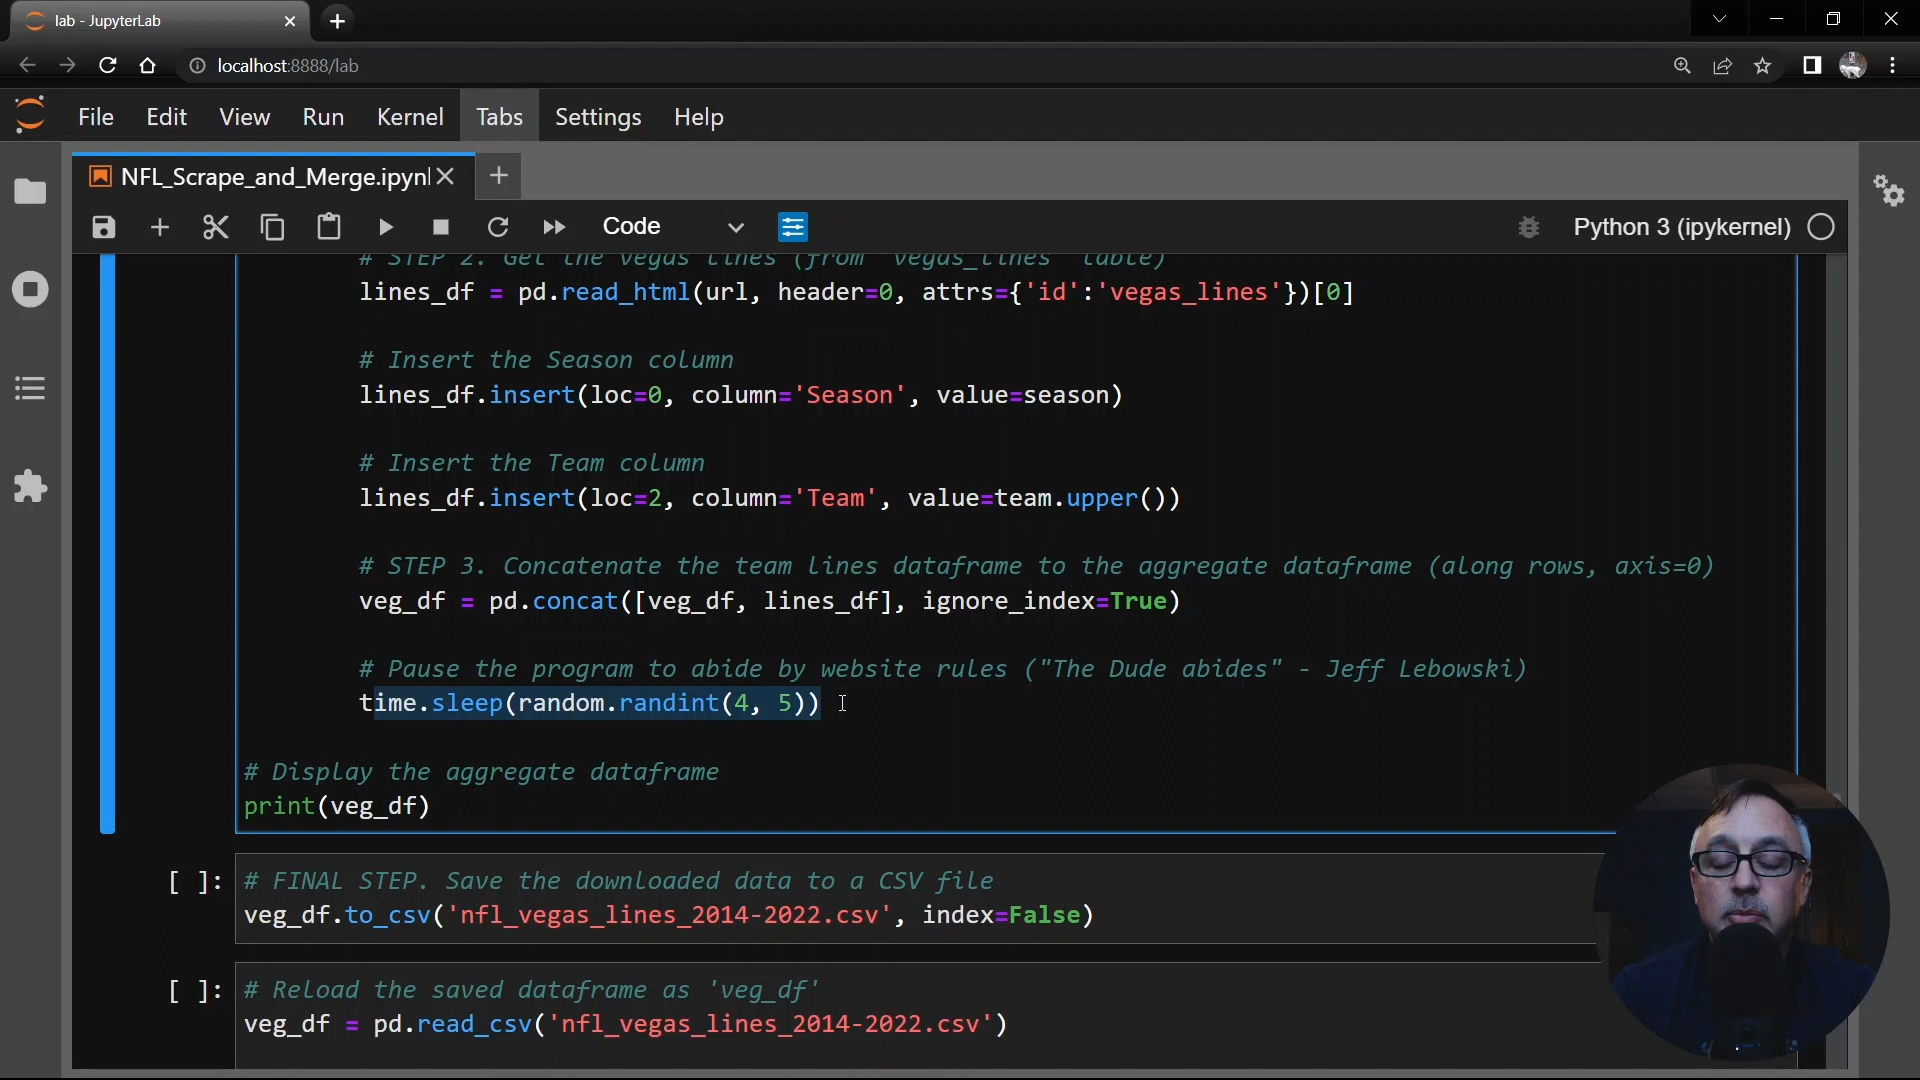 lab - JupyterLab
localhost:8888/lab
File Edit View Run Kernel Tabs Settings Help
NFL_Scrape_and_Merge.ipyn
Code
Python 3 (ipykernel)
# STEP 2. Get the vegas lines (from 'vegas_lines' table)
lines_df = pd.read_html(url, header=0, attrs={'id':'vegas_lines'})[0]
# Insert the Season column
lines_df.insert(loc=0, column='Season', value=season)
# Insert the Team column
lines_df.insert(loc=2, column='Team', value=team.upper())
# STEP 3. Concatenate the team lines dataframe to the aggregate dataframe (along rows, axis=0)
veg_df = pd.concat([veg_df, lines_df], ignore_index=True)
# Pause the program to abide by website rules ("The Dude abides" - Jeff Lebowski)
time.sleep(random.randint(4, 5))
# Display the aggregate dataframe
print(veg_df)
[ ]: # FINAL STEP. Save the downloaded data to a CSV file
veg_df.to_csv('nfl_vegas_lines_2014-2022.csv', index=False)
[ ]: # Reload the saved dataframe as 'veg_df'
veg_df = pd.read_csv('nfl_vegas_lines_2014-2022.csv')